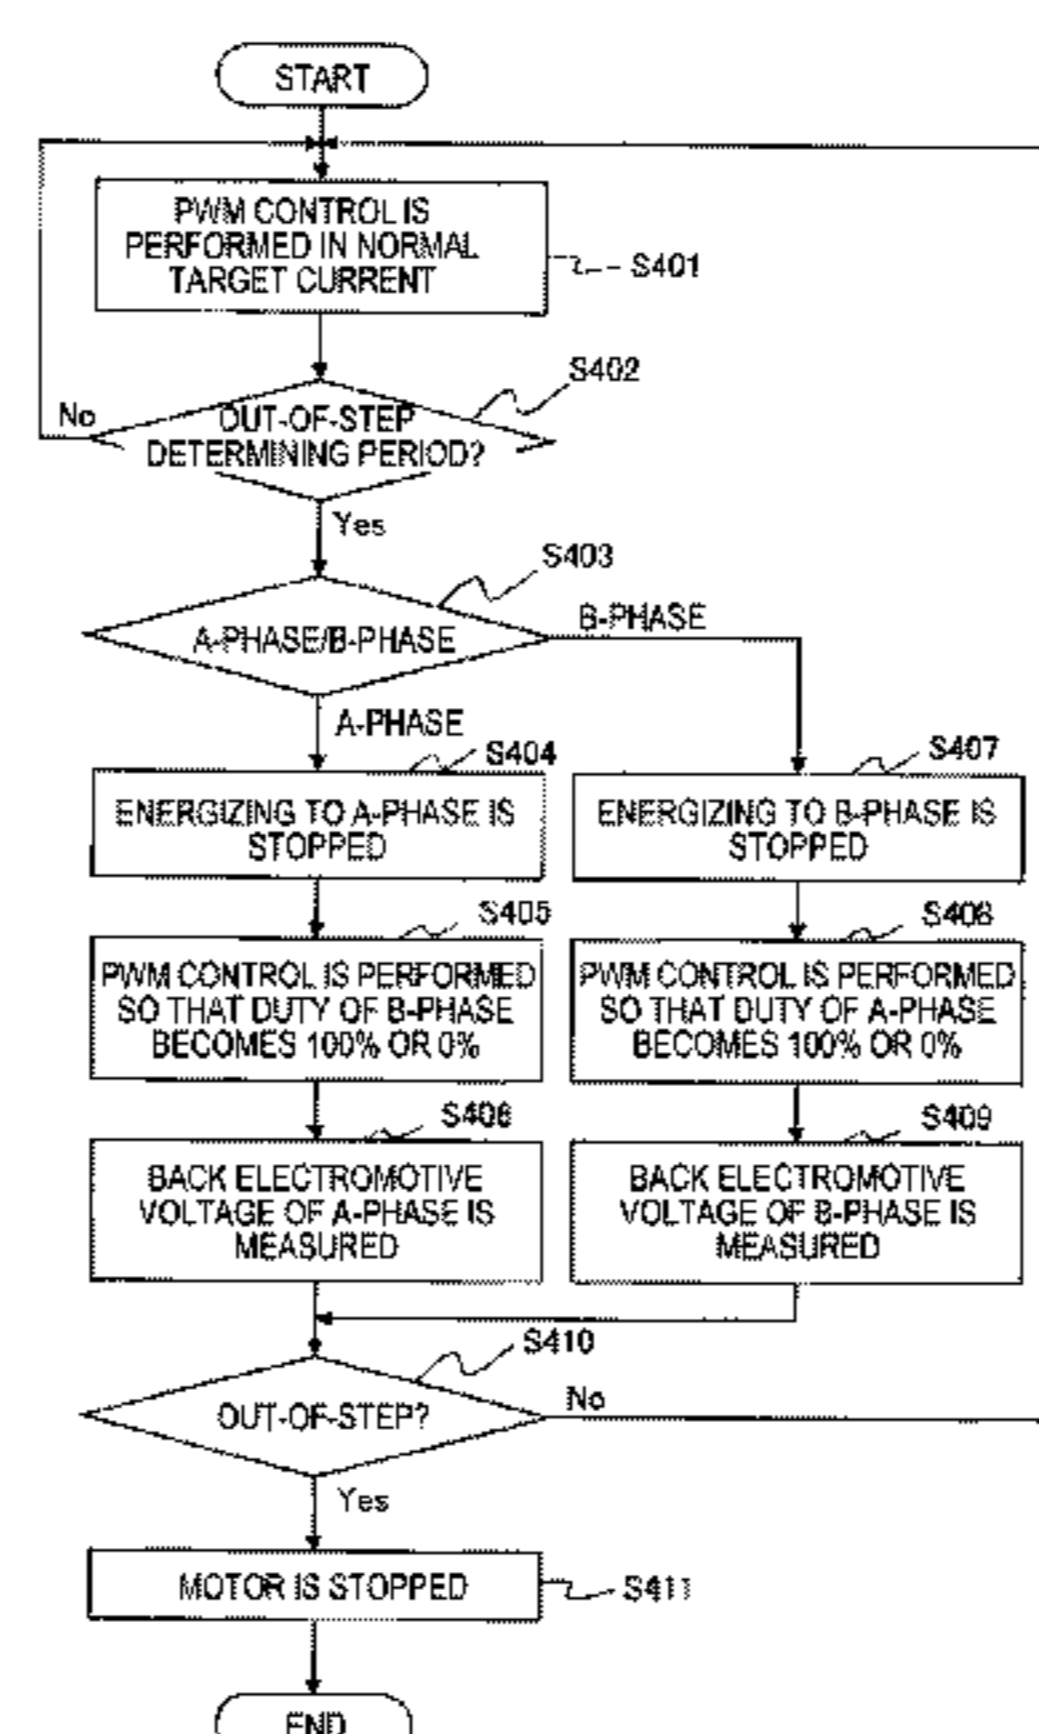 START
PWM CONTROL IS
PERFORMED IN NORMAL
TARGET CURRENT
S401
S402
No
OUT-OF-STEP
DETERMINING PERIOD?
Yes
S403
A-PHASE/B-PHASE
B-PHASE
A-PHASE
S404
S407
ENERGIZING TO A-PHASE IS
STOPPED
ENERGIZING TO B-PHASE IS
STOPPED
S405
S408
PWM CONTROL IS PERFORMED
SO THAT DUTY OF B-PHASE
BECOMES 100% OR 0%
PWM CONTROL IS PERFORMED
SO THAT DUTY OF A-PHASE
BECOMES 100% OR 0%
S406
S409
BACK ELECTROMOTIVE
VOLTAGE OF A-PHASE IS
MEASURED
BACK ELECTROMOTIVE
VOLTAGE OF B-PHASE IS
MEASURED
S410
OUT-OF-STEP?
No
Yes
MOTOR IS STOPPED
S411
END